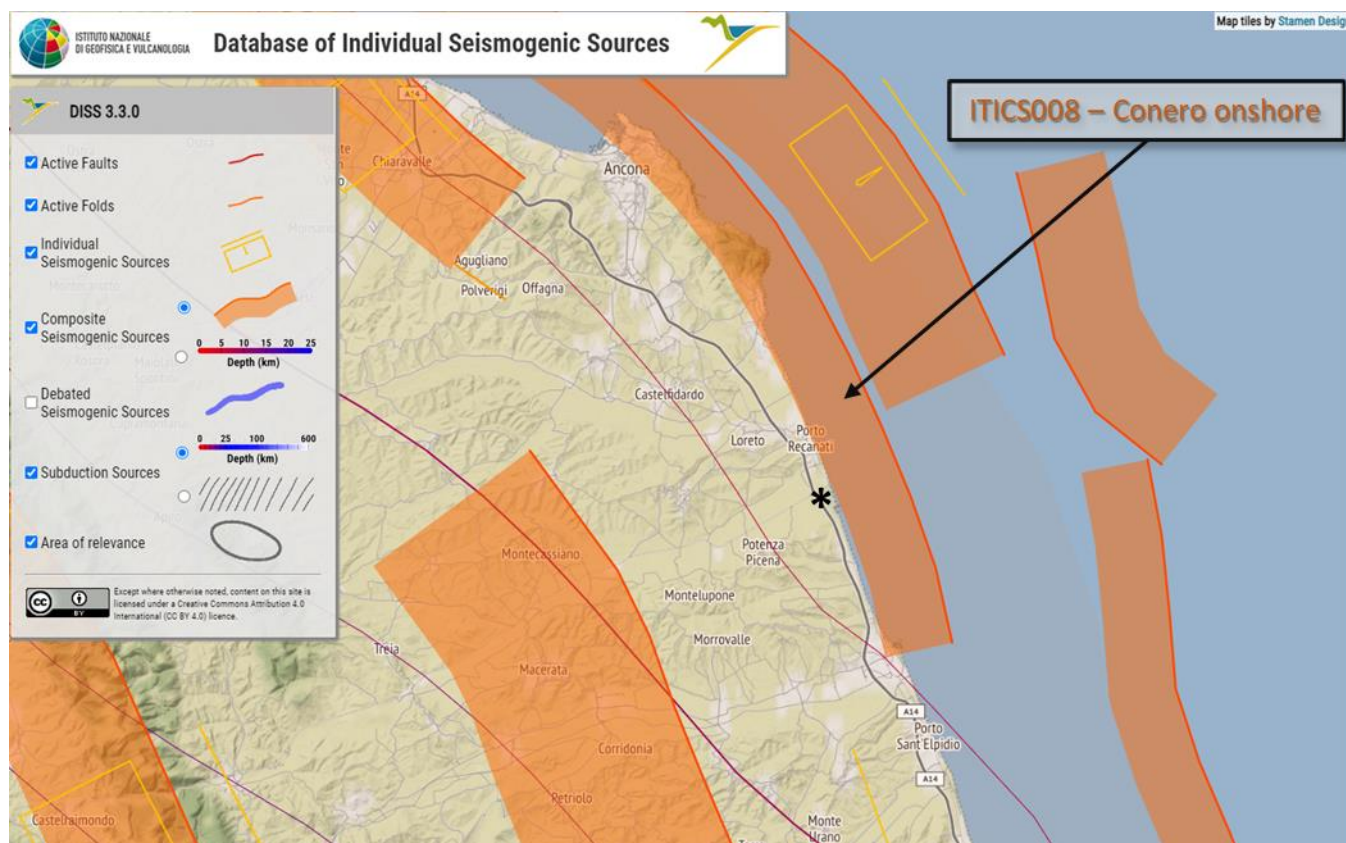 ISTITUTO NAZIONALE
DI GEOFISICA E VULCANOLOGIA
Database of Individual Seismogenic Sources
Map tiles by Stamen Desig
ITICS008 – Conero onshore
DISS 3.3.0
Active Faults
Active Folds
Individual
Seismogenic Sources
Composite
Seismogenic Sources
0 5 10 15 20 25
Depth (km)
Debated
Seismogenic Sources
0 25 100 600
Depth (km)
Subduction Sources
Area of relevance
cc
BY
Except where otherwise noted, content on this site is
licensed under a Creative Commons Attribution 4.0
International (CC BY 4.0) licence.
A14
Chiaravalle
Ancona
Agugliano
Polverigi
Offagna
Castelfidardo
Loreto
Porto
Recanati
*
Potenza
Picena
Montecassiano
Montelupone
Morrovalle
Treia
Macerata
A14
Porto
Sant'Elpidio
Corridonia
A14
Petriolo
Castelraimondo
Monte
Urano